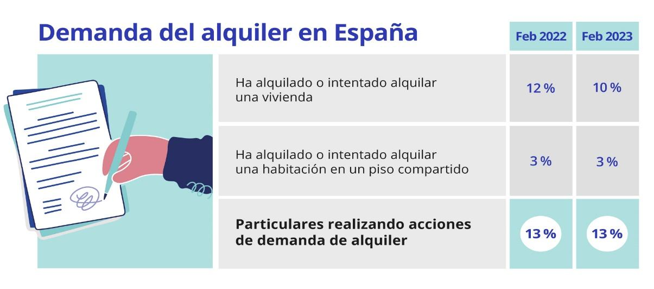 Demanda del alquiler en España
Feb 2022 Feb 2023
Ha alquilado o intentado alquilar
una vivienda
12 % 10 %
Ha alquilado o intentado alquilar
una habitación en un piso compartido
3 % 3 %
Particulares realizando acciones
de demanda de alquiler
13 % 13 %